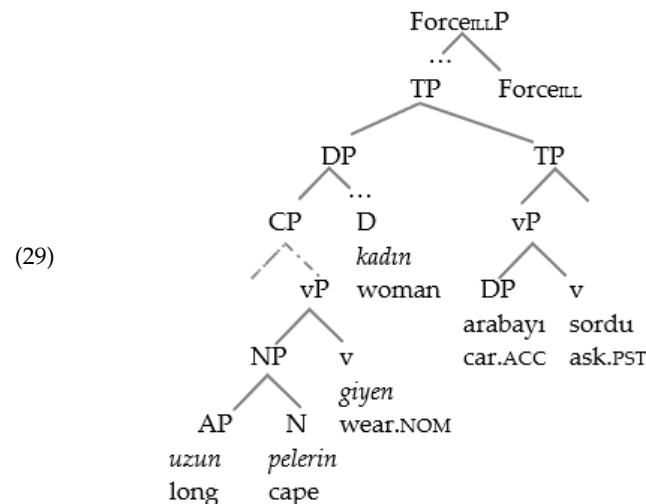 ForceILLP
...
TP ForceILL
DP TP
...
CP D vP
kadın
(29)
vP woman DP v
arabayı sordu
NP v car.ACC ask.PST
giyen
AP N wear.NOM
uzun pelerin
long cape